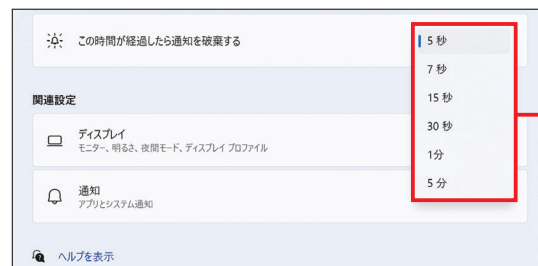 この時間が経過したら通知を破棄する
5 秒
7 秒
15 秒
30 秒
1分
5 分
関連設定
ディスプレイ
モニター、明るさ、夜間モード、ディスプレイ プロファイル
通知
アプリとシステム通知
ヘルプを表示